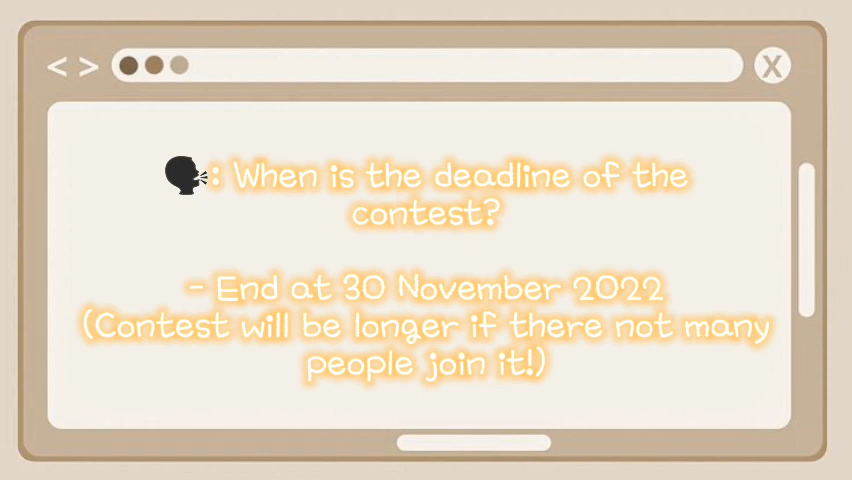 < > X
🗣: When is the deadline of the
contest?
- End at 30 November 2022
(Contest will be longer if there not many
people join it!)